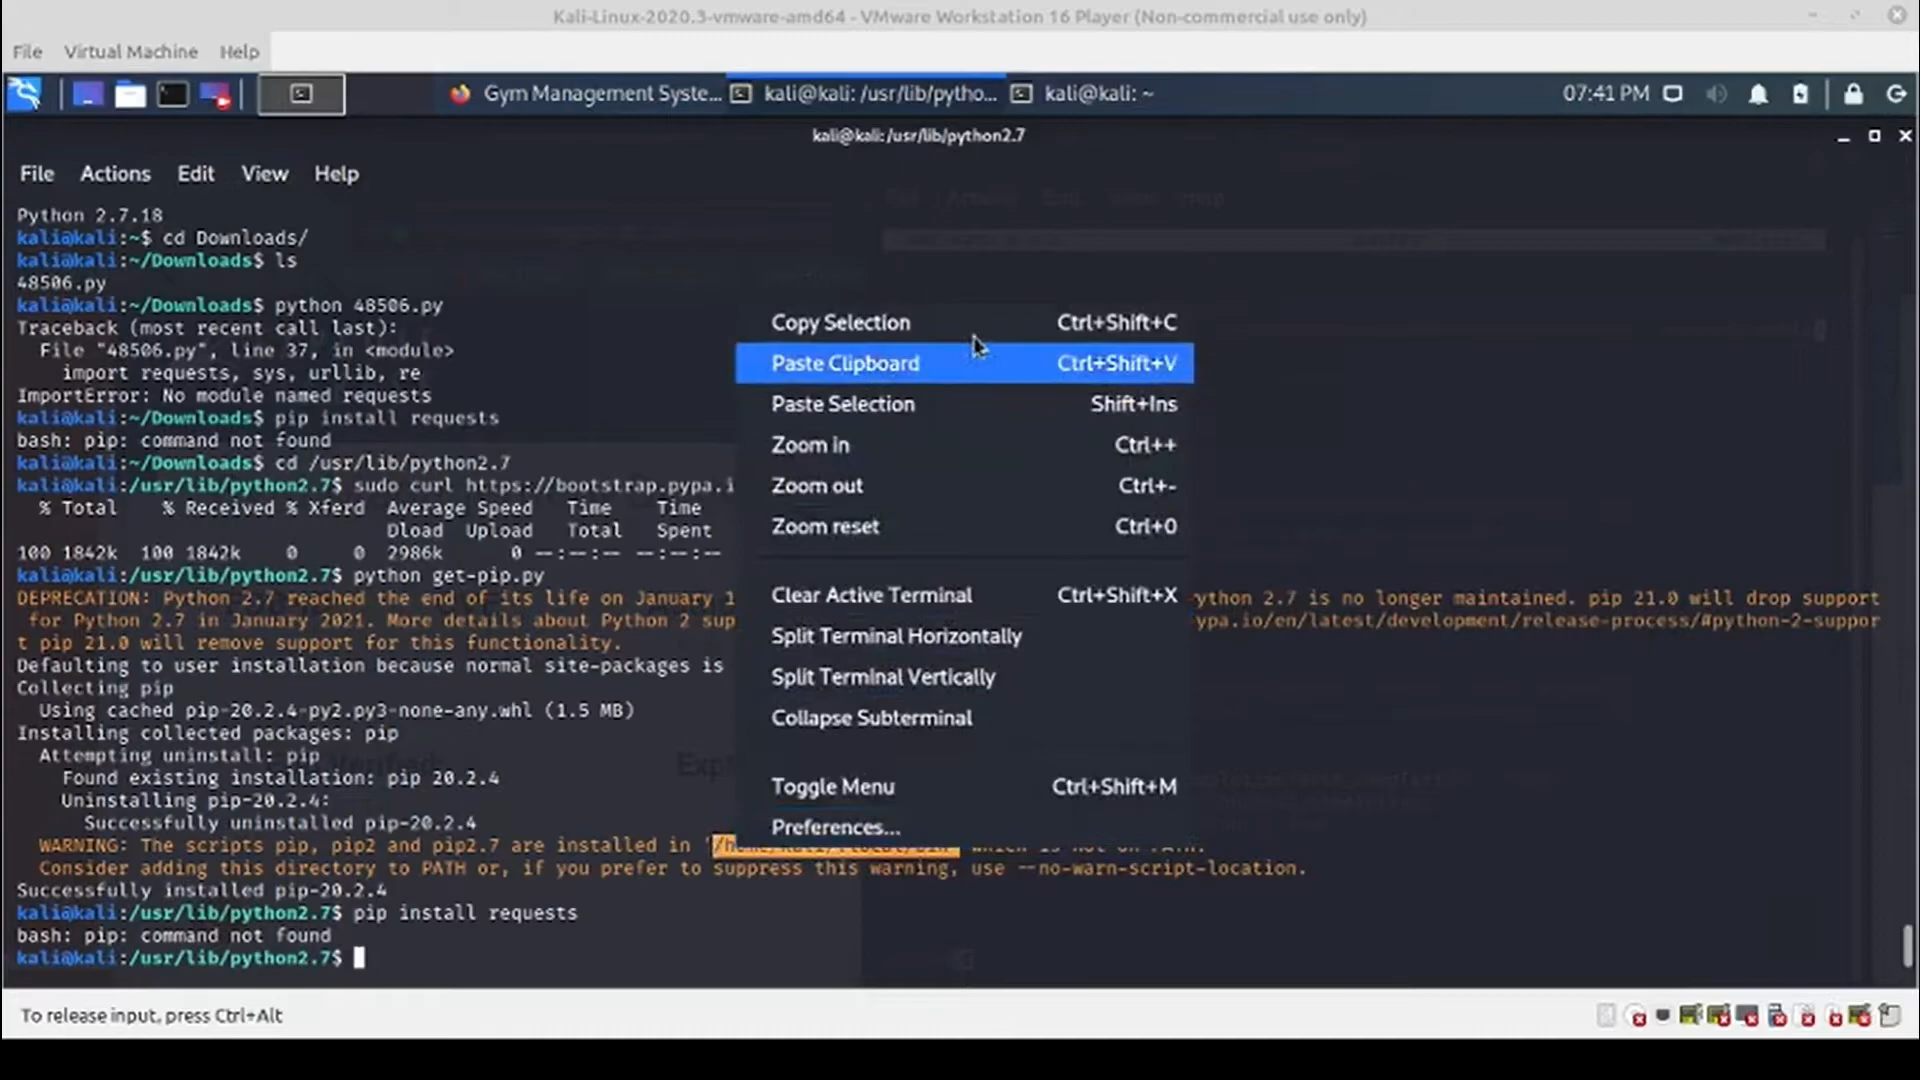 Kali-Linux-2020.3-vmware-amd64 - VMware Workstation 16 Player (Non-commercial use only)
File Virtual Machine Help
Gym Management Syste... kali@kali: /usr/lib/pytho... kali@kali: ~ 07:41 PM
kali@kali:/usr/lib/python2.7
File Actions Edit View Help
Python 2.7.18
kali@kali:~$ cd Downloads/
kali@kali:~/Downloads$ ls
48506.py
kali@kali:~/Downloads$ python 48506.py
Traceback (most recent call last):
File "48506.py", line 37, in <module>
import requests, sys, urllib, re
ImportError: No module named requests
kali@kali:~/Downloads$ pip install requests
bash: pip: command not found
kali@kali:~/Downloads$ cd /usr/lib/python2.7
kali@kali:/usr/lib/python2.7$ sudo curl https://bootstrap.pypa.i
% Total % Received % Xferd Average Speed Time Time
Dload Upload Total Spent
100 1842k 100 1842k 0 0 2986k 0 --:--:-- --:--:--
kali@kali:/usr/lib/python2.7$ python get-pip.py
DEPRECATION: Python 2.7 reached the end of its life on January 1 ython 2.7 is no longer maintained. pip 21.0 will drop support
for Python 2.7 in January 2021. More details about Python 2 sup ypa.io/en/latest/development/release-process/#python-2-suppor
t pip 21.0 will remove support for this functionality.
Defaulting to user installation because normal site-packages is
Collecting pip
Using cached pip-20.2.4-py2.py3-none-any.whl (1.5 MB)
Installing collected packages: pip
Attempting uninstall: pip
Found existing installation: pip 20.2.4
Uninstalling pip-20.2.4:
Successfully uninstalled pip-20.2.4
WARNING: The scripts pip, pip2 and pip2.7 are installed in '/home/kali/.local/bin' which is not on PATH.
Consider adding this directory to PATH or, if you prefer to suppress this warning, use --no-warn-script-location.
Successfully installed pip-20.2.4
kali@kali:/usr/lib/python2.7$ pip install requests
bash: pip: command not found
kali@kali:/usr/lib/python2.7$
Copy Selection Ctrl+Shift+C
Paste Clipboard Ctrl+Shift+V
Paste Selection Shift+Ins
Zoom in Ctrl++
Zoom out Ctrl+-
Zoom reset Ctrl+0
Clear Active Terminal Ctrl+Shift+X
Split Terminal Horizontally
Split Terminal Vertically
Collapse Subterminal
Toggle Menu Ctrl+Shift+M
Preferences...
To release input, press Ctrl+Alt